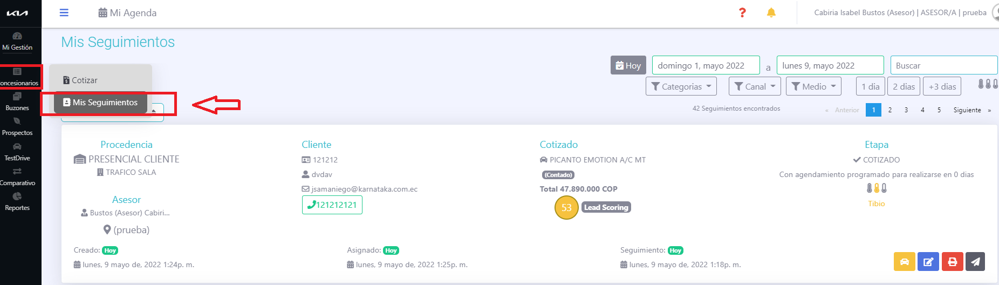 KIA
Mi Agenda
?
Cabiria Isabel Bustos (Asesor) | ASESOR/A | prueba
Mi Gestión
oncesionarios
Buzones
Prospectos
TestDrive
Comparativo
Reportes
Mis Seguimientos
Cotizar
Mis Seguimientos
Hoy
domingo 1, mayo 2022
a
lunes 9, mayo 2022
Buscar
Categorias
Canal
Medio
1 dia
2 dias
+3 dias
42 Seguimientos encontrados
« Anterior 1 2 3 4 5 Siguiente »
Procedencia
PRESENCIAL CLIENTE
TRAFICO SALA
Asesor
Bustos (Asesor) Cabiri...
(prueba)
Cliente
121212
dvdav
jsamaniego@karnataka.com.ec
121212121
Cotizado
PICANTO EMOTION A/C MT
(Contado)
Total 47.890.000 COP
53 Lead Scoring
Etapa
COTIZADO
Con agendamiento programado para realizarse en 0 dias
Tibio
Creado: Hoy
lunes, 9 mayo de, 2022 1:24p. m.
Asignado: Hoy
lunes, 9 mayo de, 2022 1:25p. m.
Seguimiento: Hoy
lunes, 9 mayo de, 2022 1:18p. m.